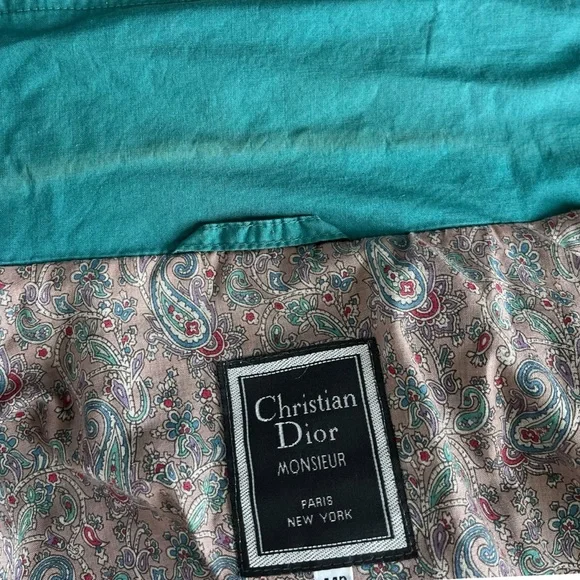 Christian
Dior
MONSIEUR
PARIS
NEW YORK